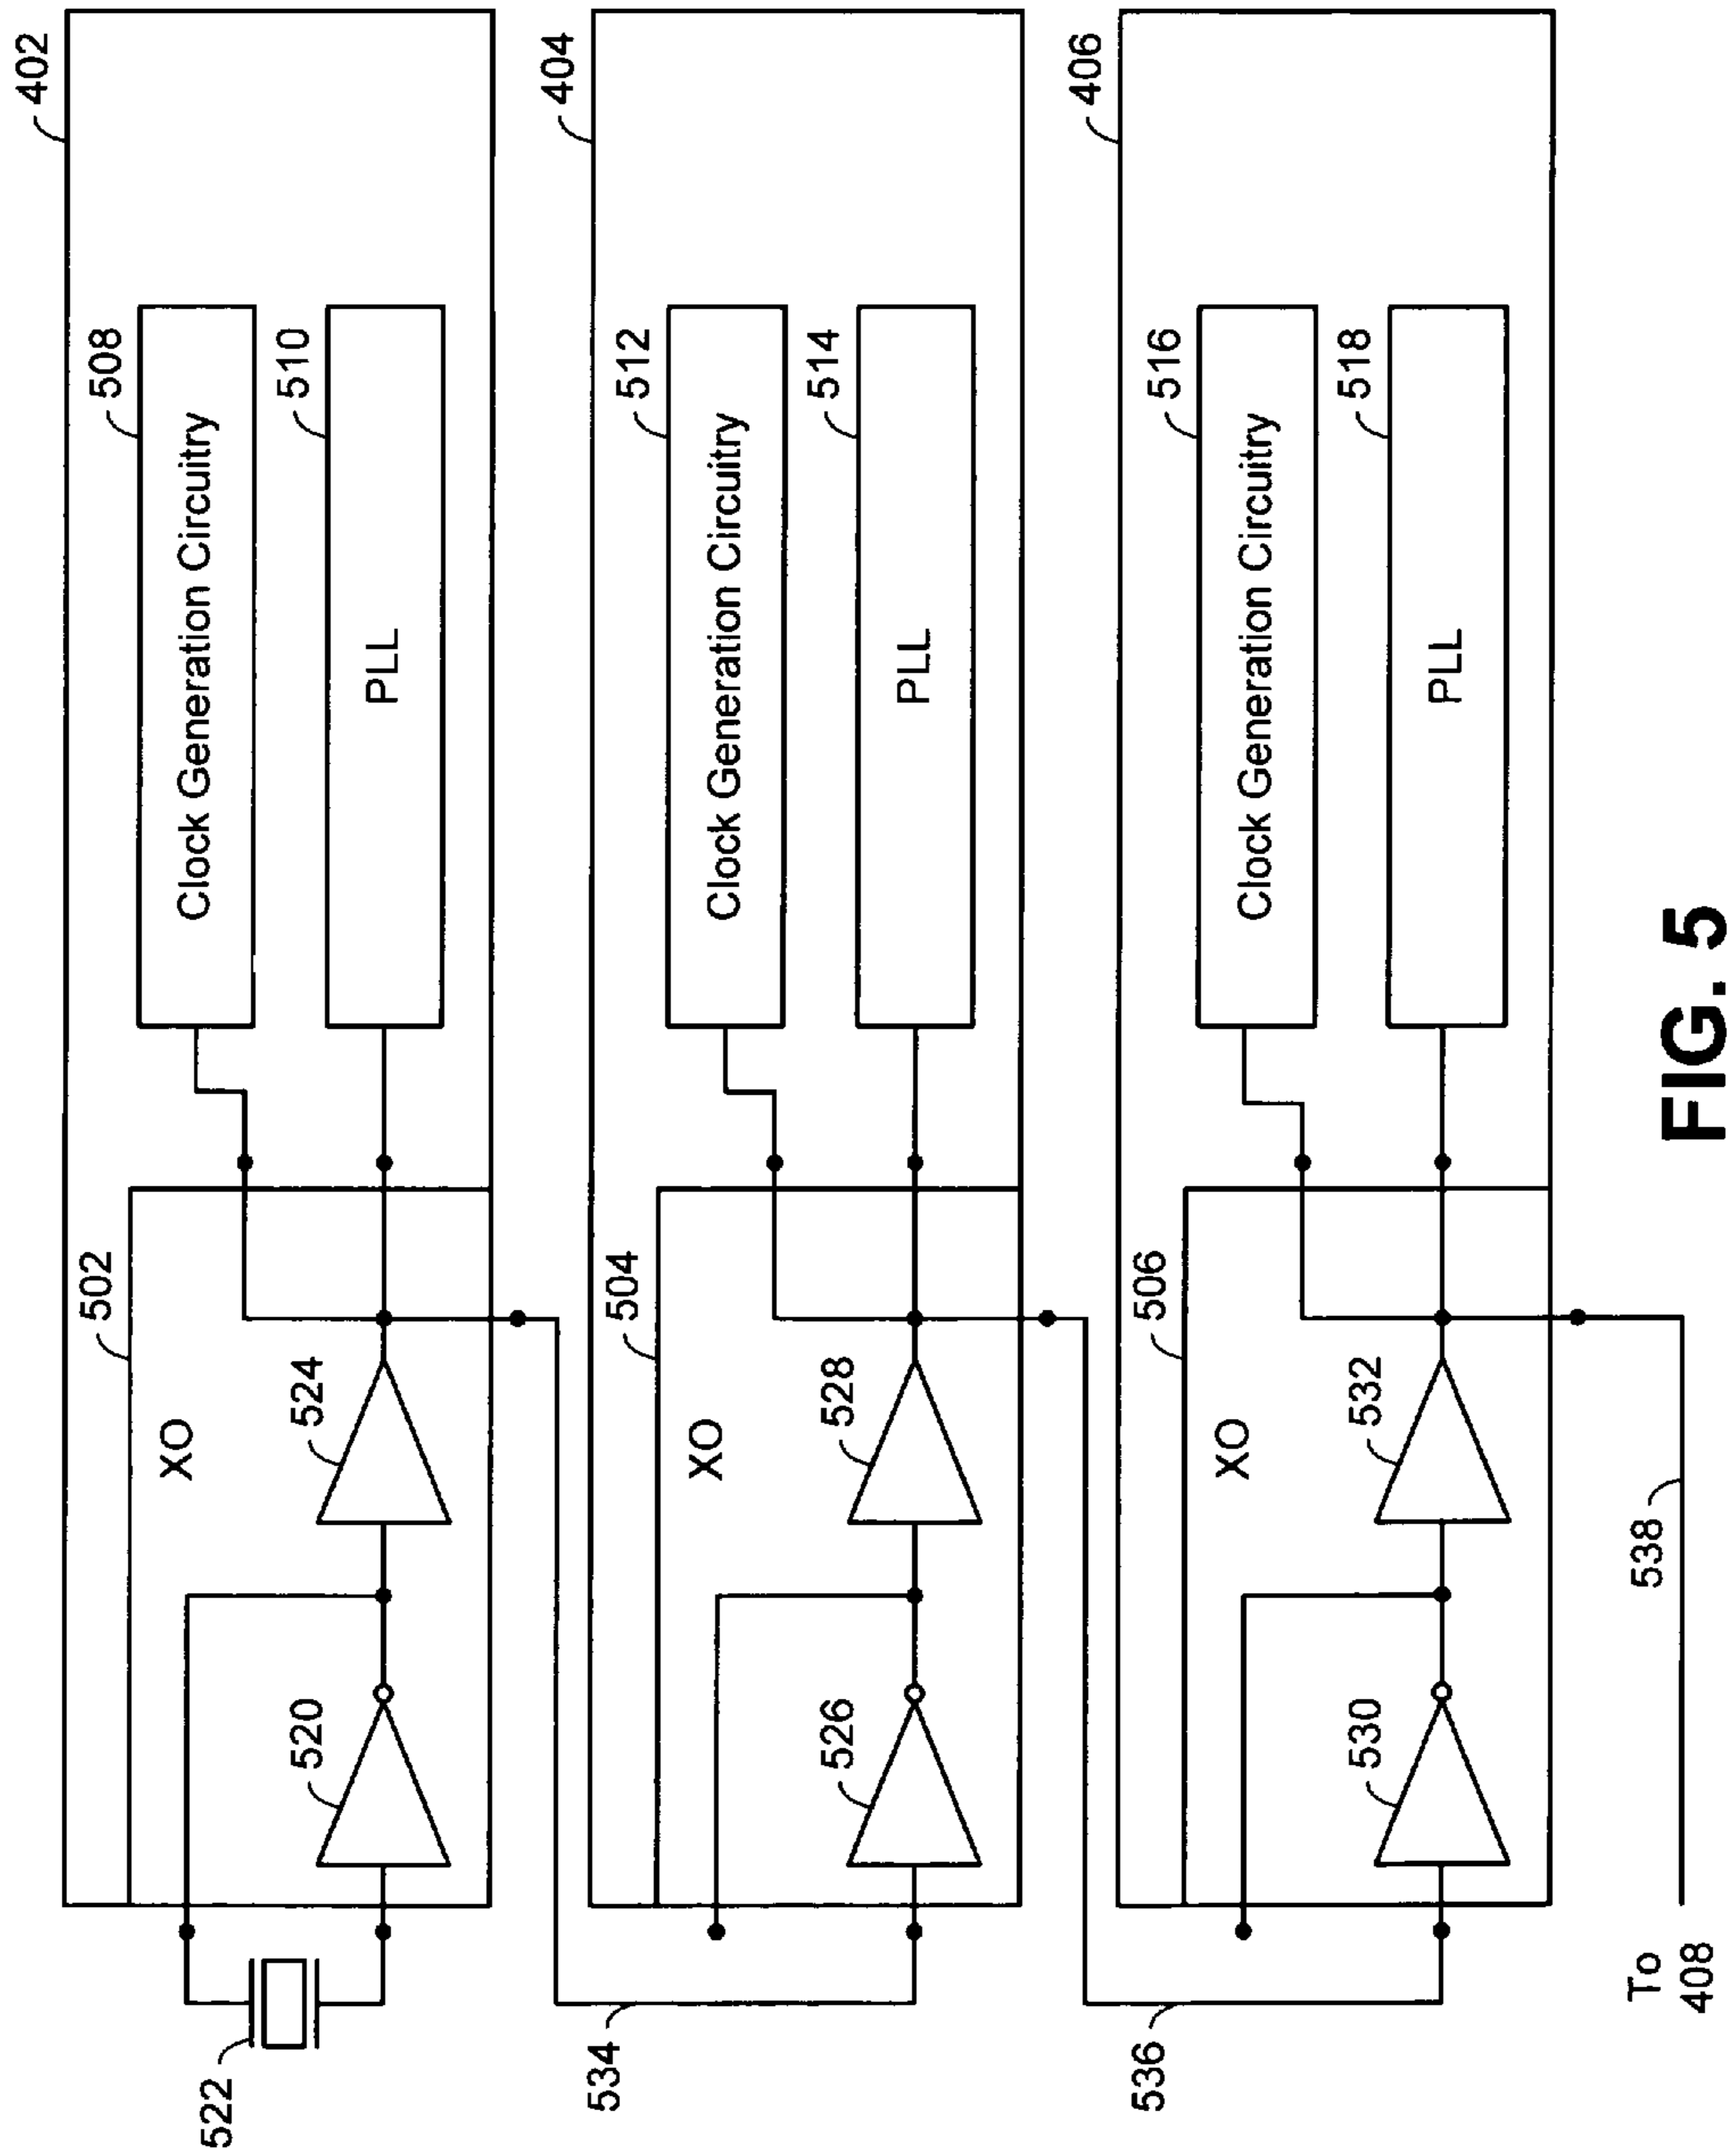 402
508
Clock Generation Circuitry
510
PLL
502
XO
524
520
522
534
404
512
Clock Generation Circuitry
514
PLL
504
XO
528
526
536
406
516
Clock Generation Circuitry
518
PLL
506
XO
532
530
538
To
408
FIG. 5